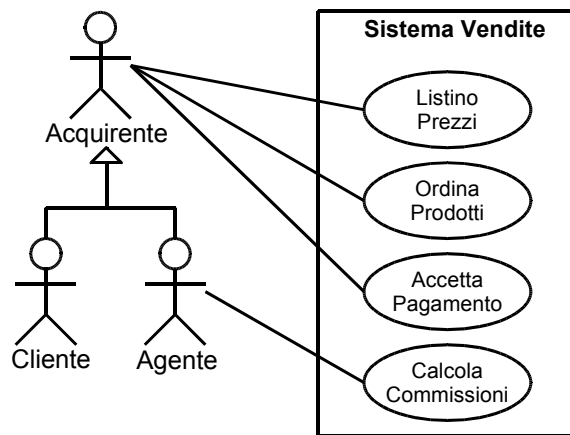 Sistema Vendite
Listino
Prezzi
Acquirente
Ordina
Prodotti
Accetta
Pagamento
Cliente
Agente
Calcola
Commissioni